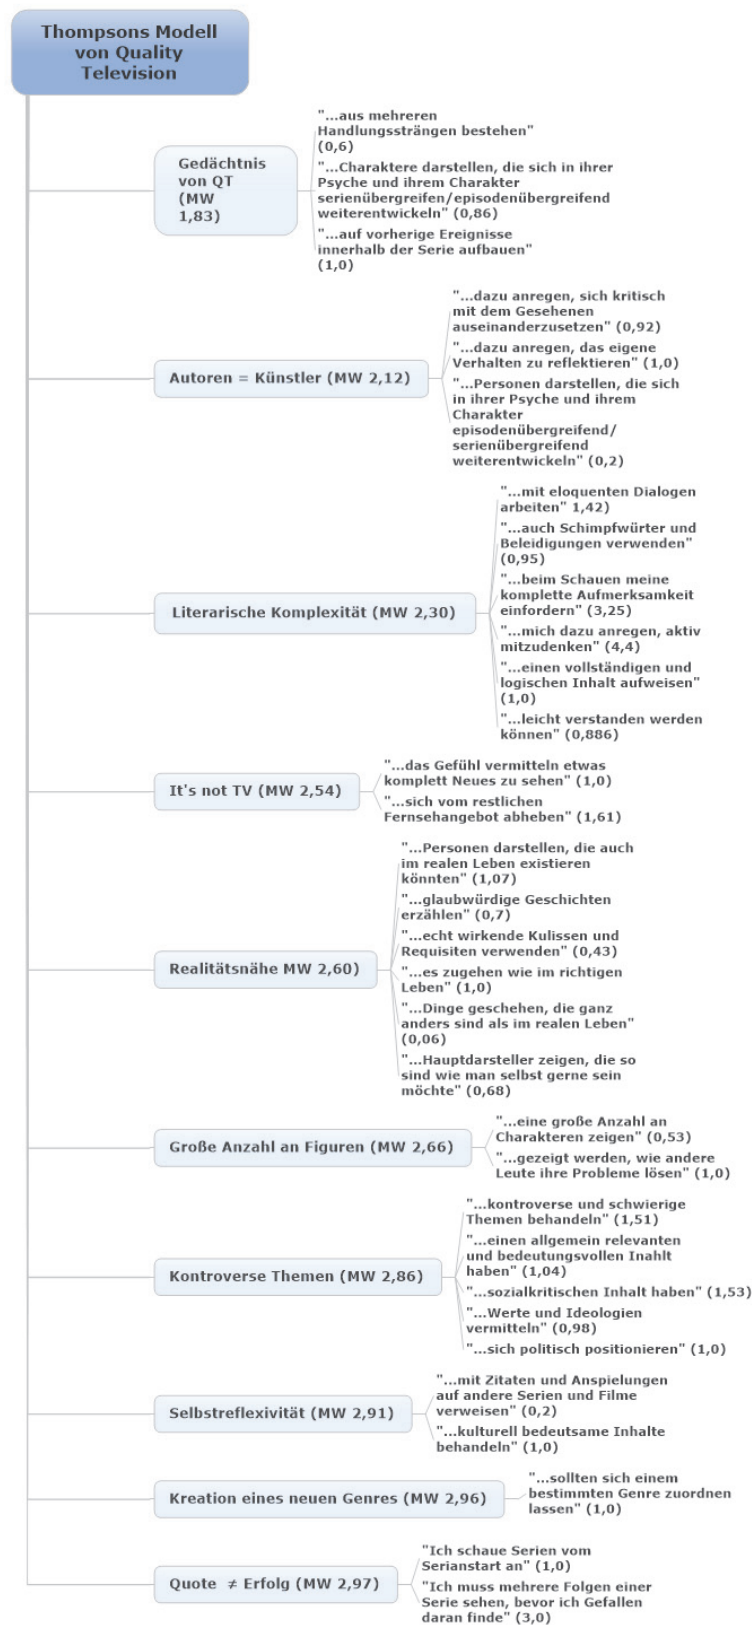 Thompsons Modell
von Quality
Television
Gedächtnis
von QT
(MW
1,83)
"...aus mehreren
Handlungssträngen bestehen"
(0,6)
"...Charaktere darstellen, die sich in ihrer
Psyche und ihrem Charakter
serienübergreifen/episodenübergreifend
weiterentwickeln" (0,86)
"...auf vorherige Ereignisse
innerhalb der Serie aufbauen"
(1,0)
Autoren = Künstler (MW 2,12)
"...dazu anregen, sich kritisch
mit dem Gesehenen
auseinanderzusetzen" (0,92)
"...dazu anregen, das eigene
Verhalten zu reflektieren" (1,0)
"...Personen darstellen, die sich
in ihrer Psyche und ihrem
Charakter
episodenübergreifend/
serienübergreifend
weiterentwickeln" (0,2)
Literarische Komplexität (MW 2,30)
"...mit eloquenten Dialogen
arbeiten" 1,42)
"...auch Schimpfwürter und
Beleidigungen verwenden"
(0,95)
"...beim Schauen meine
komplette Aufmerksamkeit
einfordern" (3,25)
"...mich dazu anregen, aktiv
mitzudenken" (4,4)
"...einen vollständigen und
logischen Inhalt aufweisen"
(1,0)
"...leicht verstanden werden
können" (0,886)
It's not TV (MW 2,54)
"...das Gefühl vermitteln etwas
komplett Neues zu sehen" (1,0)
"...sich vom restlichen
Fernsehangebot abheben" (1,61)
Realitätsnähe MW 2,60)
"...Personen darstellen, die auch
im realen Leben existieren
könnten" (1,07)
"...glaubwürdige Geschichten
erzählen" (0,7)
"...echt wirkende Kulissen und
Requisiten verwenden" (0,43)
"...es zugehen wie im richtigen
Leben" (1,0)
"...Dinge geschehen, die ganz
anders sind als im realen Leben"
(0,06)
"...Hauptdarsteller zeigen, die so
sind wie man selbst gerne sein
möchte" (0,68)
Große Anzahl an Figuren (MW 2,66)
"...eine große Anzahl an
Charakteren zeigen" (0,53)
"...gezeigt werden, wie andere
Leute ihre Probleme lösen" (1,0)
Kontroverse Themen (MW 2,86)
"...kontroverse und schwierige
Themen behandeln" (1,51)
"...einen allgemein relevanten
und bedeutungsvollen Inahlt
haben" (1,04)
"...sozialkritischen Inhalt haben" (1,53)
"...Werte und Ideologien
vermitteln" (0,98)
"...sich politisch positionieren" (1,0)
Selbstreflexivität (MW 2,91)
"...mit Zitaten und Anspielungen
auf andere Serien und Filme
verweisen" (0,2)
"...kulturell bedeutsame Inhalte
behandeln" (1,0)
Kreation eines neuen Genres (MW 2,96)
"...sollten sich einem
bestimmten Genre zuordnen
lassen" (1,0)
Quote ≠ Erfolg (MW 2,97)
"Ich schaue Serien vom
Serianstart an" (1,0)
"Ich muss mehrere Folgen einer
Serie sehen, bevor ich Gefallen
daran finde" (3,0)